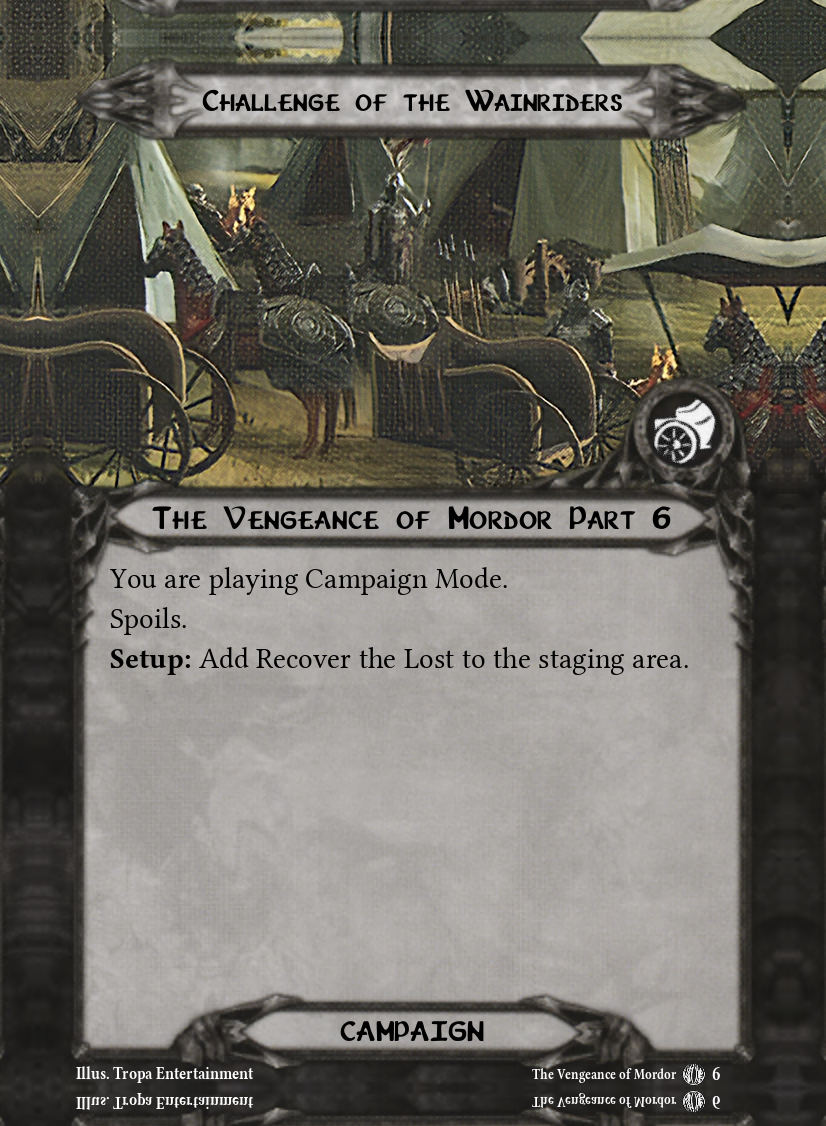 Challenge of the Wainriders
The Vengeance of Mordor Part 6
You are playing Campaign Mode.
Spoils.
Setup: Add Recover the Lost to the staging area.
CAMPAIGN
Illus. Tropa Entertainment
The Vengeance of Mordor 6
Illus. Tropa Entertainment
The Vengeance of Mordor 6